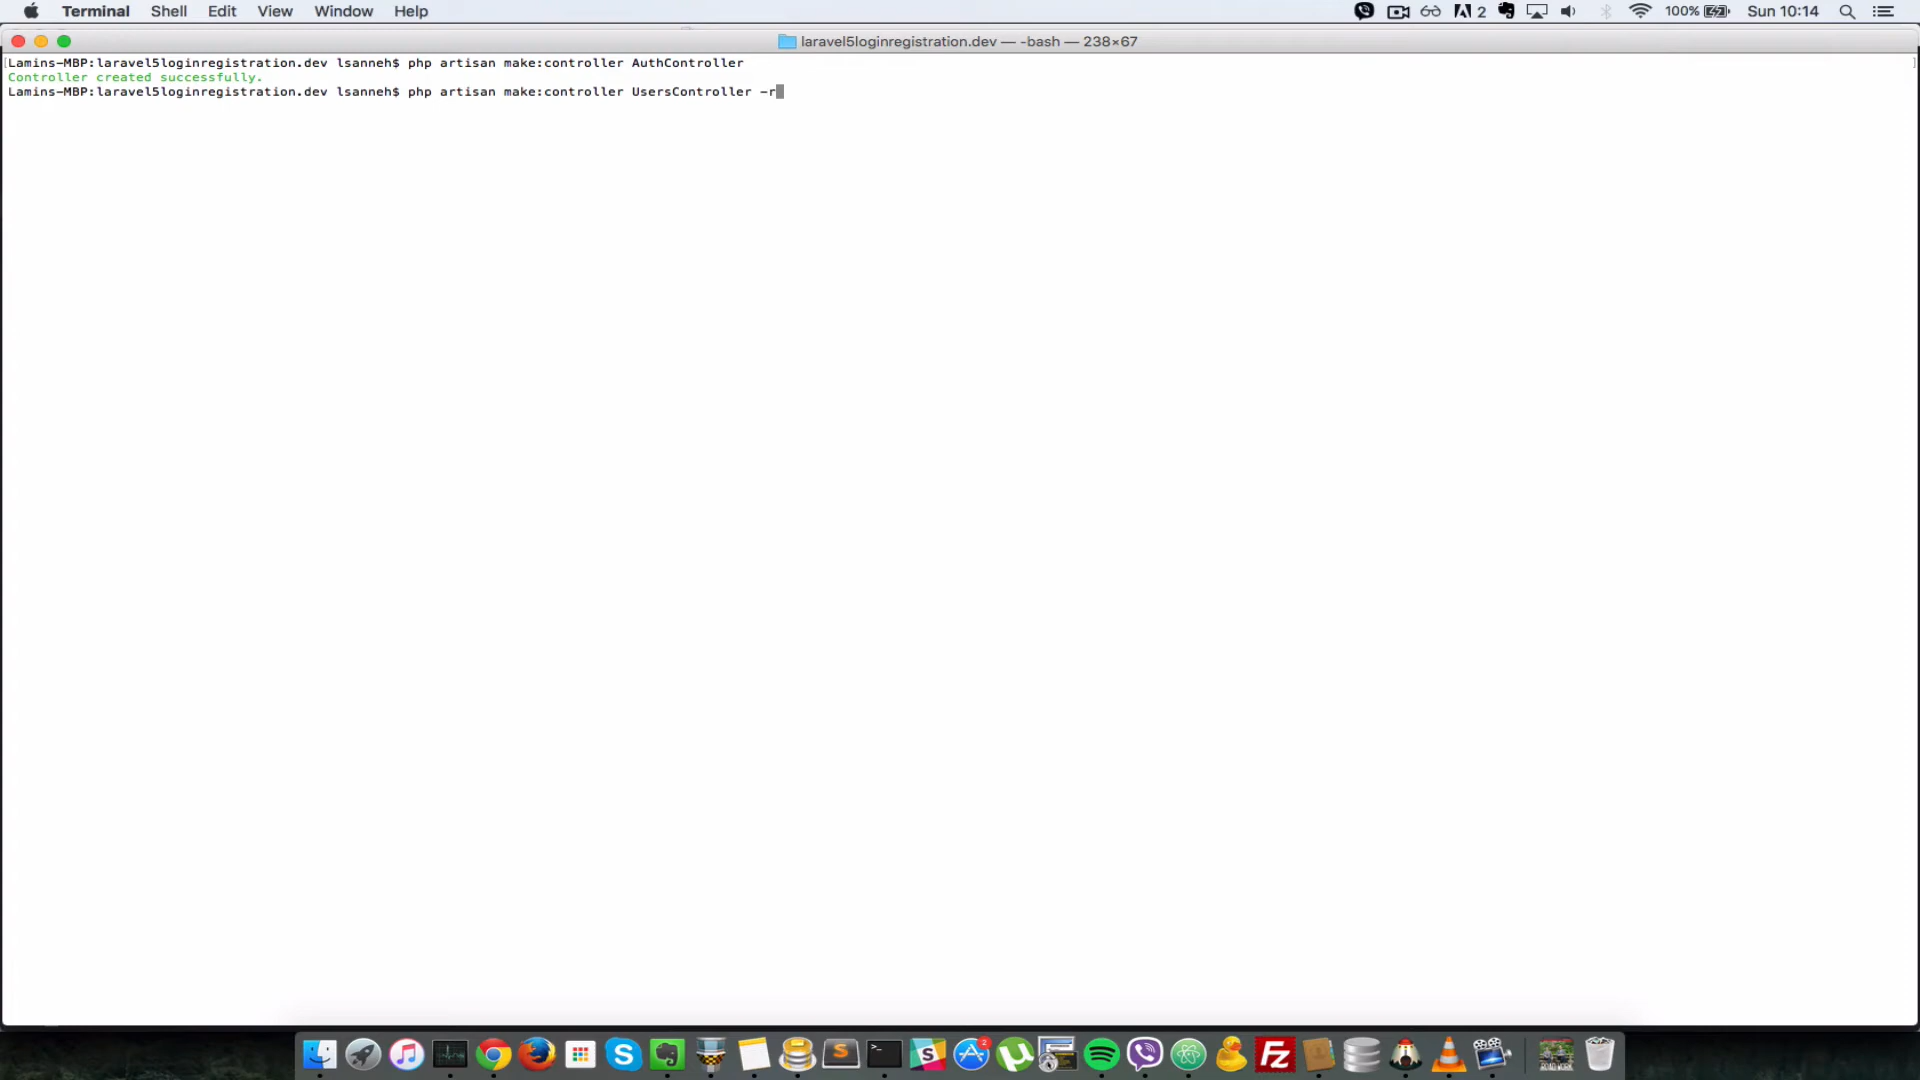 Terminal Shell Edit View Window Help 2 100% Sun 10:14
laravel5loginregistration.dev — -bash — 238×67
Lamins-MBP:laravel5loginregistration.dev lsanneh$ php artisan make:controller AuthController
Controller created successfully.
Lamins-MBP:laravel5loginregistration.dev lsanneh$ php artisan make:controller UsersController -r